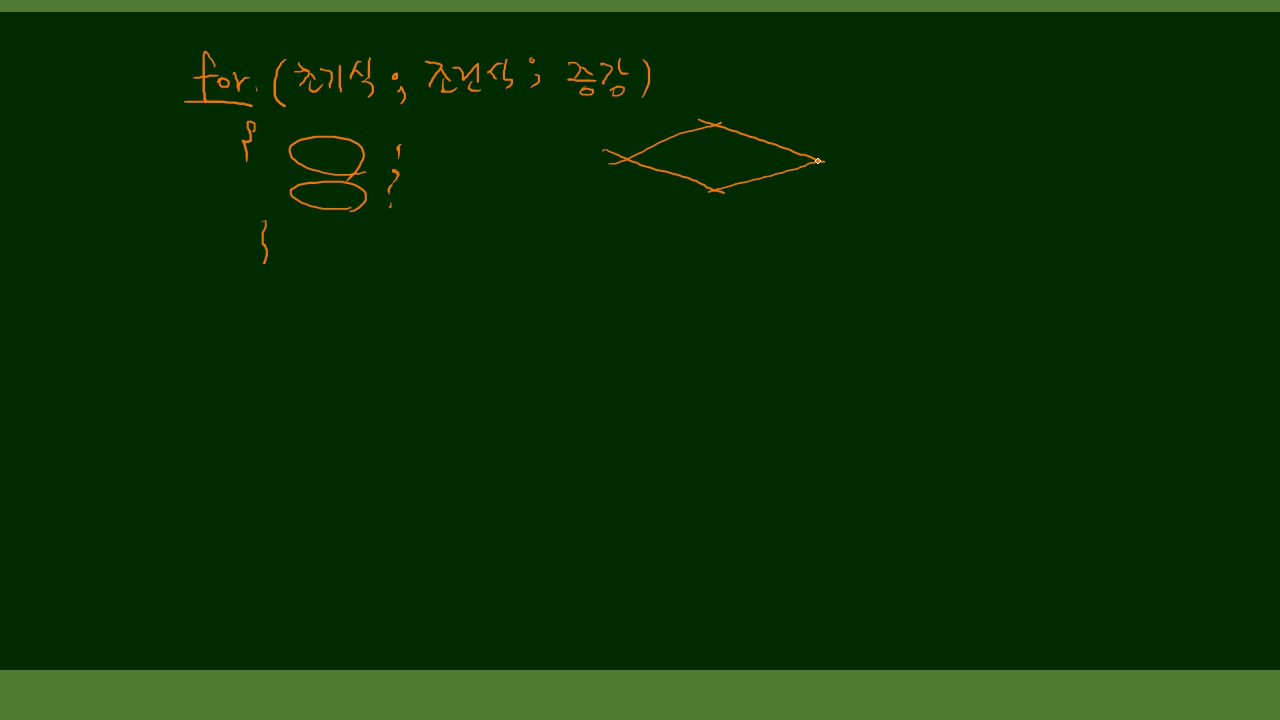 for (초기식; 조건식; 증감)
{
;
;
}